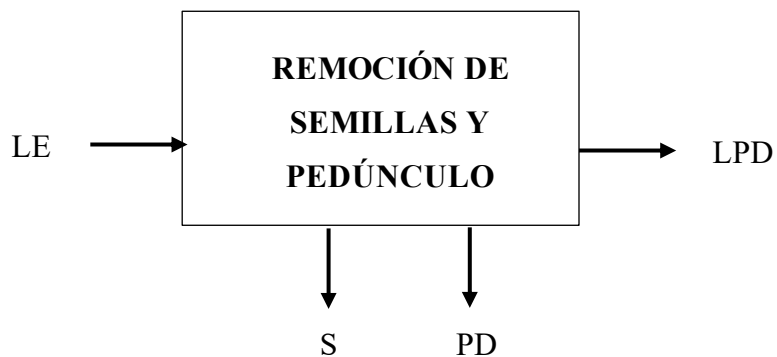 REMOCIÓN DE
SEMILLAS Y
PEDÚNCULO
LE
LPD
S
PD